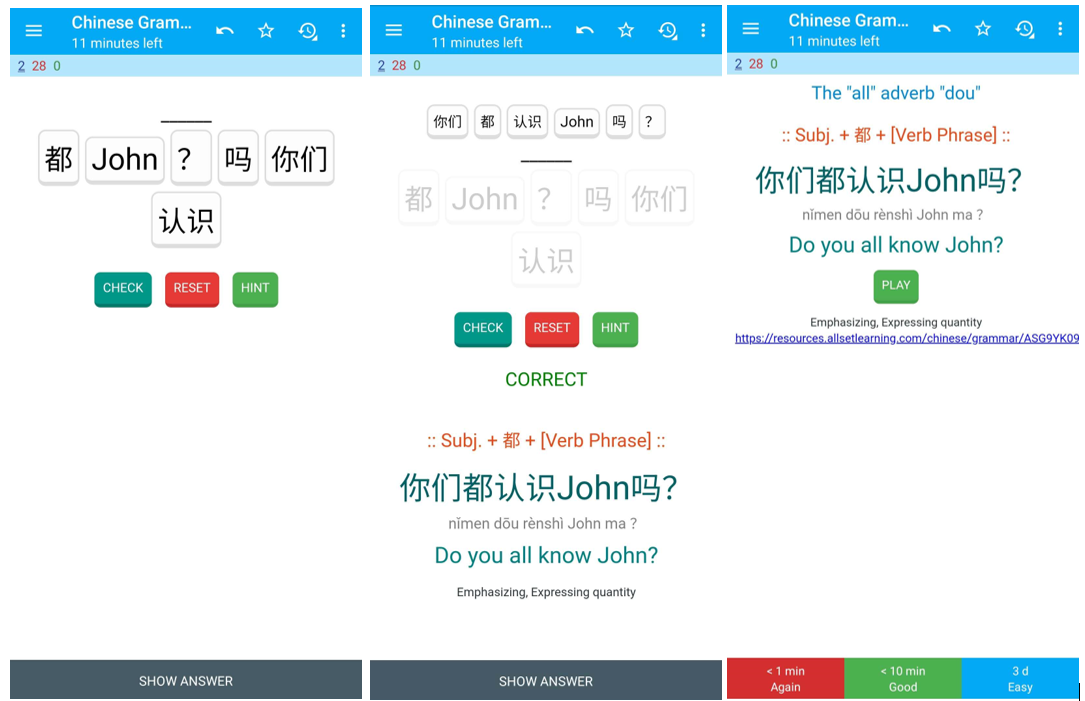 Chinese Gram...
11 minutes left
2 28 0
都 John ? 吗 你们
认识
CHECK RESET HINT
SHOW ANSWER
Chinese Gram...
11 minutes left
2 28 0
你们 都 认识 John 吗 ?
都 John ? 吗 你们
认识
CHECK RESET HINT
CORRECT
:: Subj. + 都 + [Verb Phrase] ::
你们都认识John吗?
nǐmen dōu rènshì John ma ?
Do you all know John?
Emphasizing, Expressing quantity
SHOW ANSWER
Chinese Gram...
11 minutes left
2 28 0
The "all" adverb "dou"
:: Subj. + 都 + [Verb Phrase] ::
你们都认识John吗?
nǐmen dōu rènshì John ma ?
Do you all know John?
PLAY
Emphasizing, Expressing quantity
https://resources.allsetlearning.com/chinese/grammar/ASG9YK09
< 1 min < 10 min 3 d
Again Good Easy